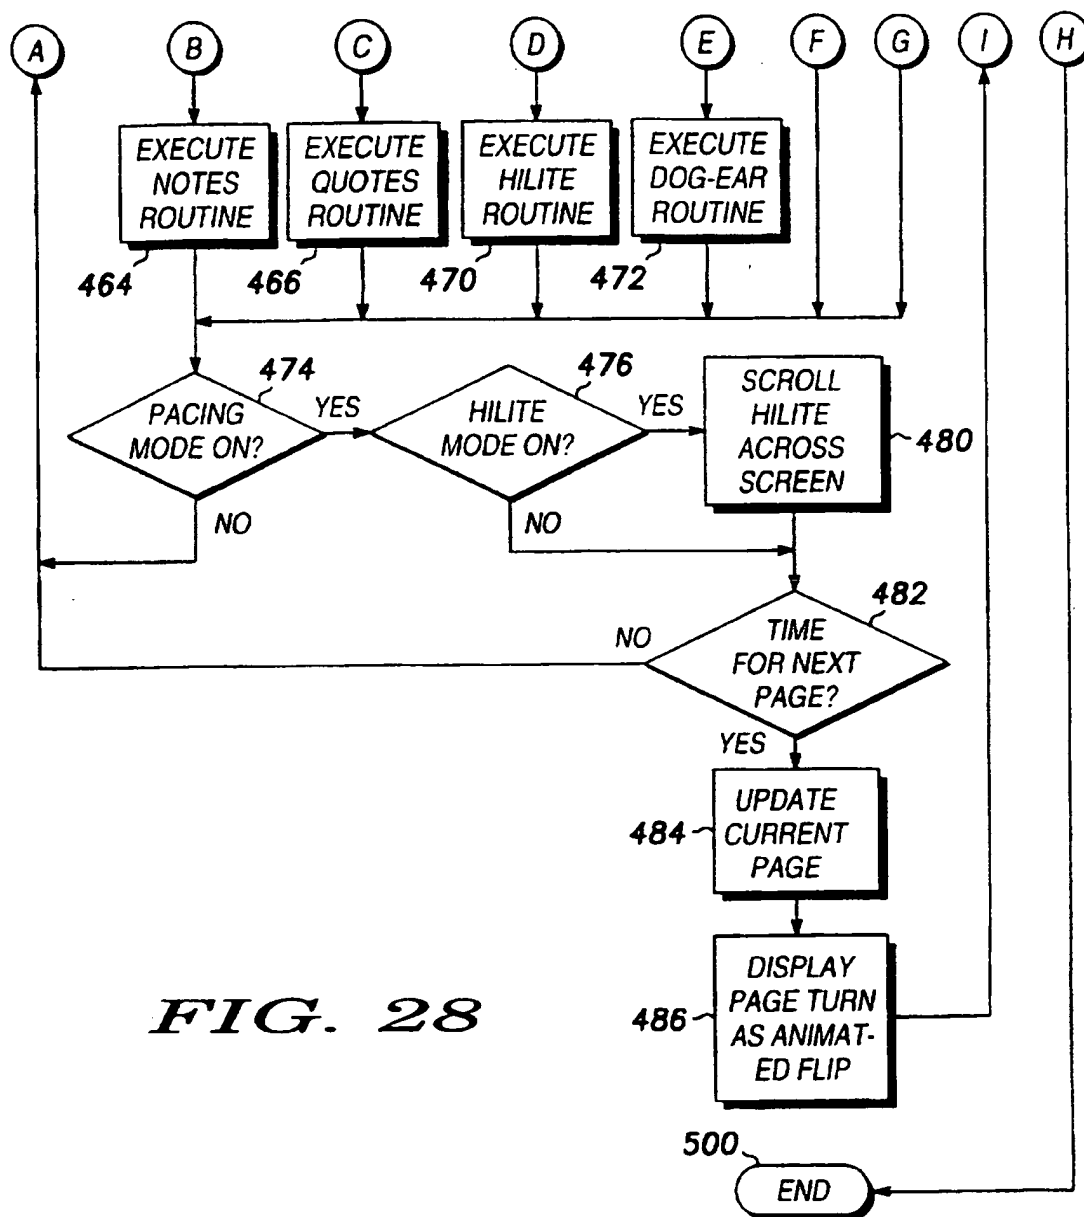 A B C D E F G I H
EXECUTE
NOTES
ROUTINE
464
EXECUTE
QUOTES
ROUTINE
466
EXECUTE
HILITE
ROUTINE
470
EXECUTE
DOG-EAR
ROUTINE
472
PACING
MODE ON?
474
YES
NO
HILITE
MODE ON?
476
YES
NO
SCROLL
HILITE
ACROSS
SCREEN
480
TIME
FOR NEXT
PAGE?
482
NO
YES
UPDATE
CURRENT
PAGE
484
DISPLAY
PAGE TURN
AS ANIMAT-
ED FLIP
486
FIG. 28
500
END